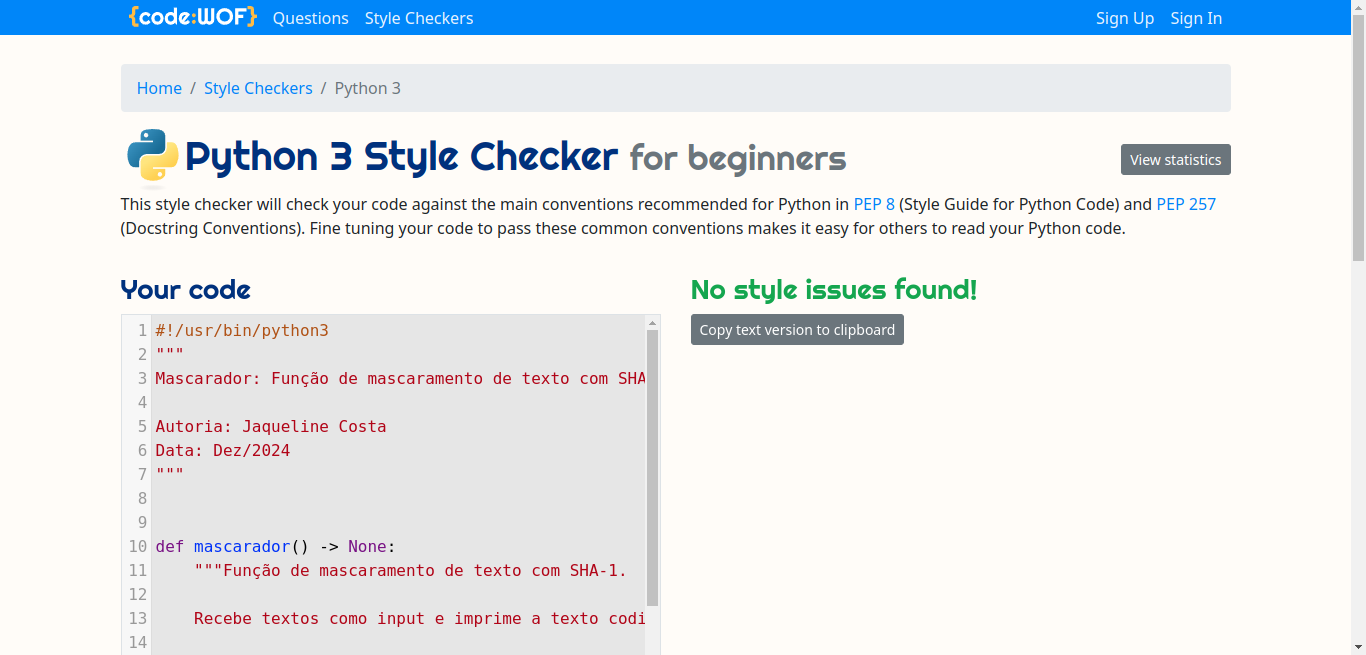 {code:WOF} Questions Style Checkers Sign Up Sign In
Home / Style Checkers / Python 3
Python 3 Style Checker for beginners
View statistics
This style checker will check your code against the main conventions recommended for Python in PEP 8 (Style Guide for Python Code) and PEP 257
(Docstring Conventions). Fine tuning your code to pass these common conventions makes it easy for others to read your Python code.
Your code
1 #!/usr/bin/python3
2 """
3 Mascarador: Função de mascaramento de texto com SHA
4
5 Autoria: Jaqueline Costa
6 Data: Dez/2024
7 """
8
9
10 def mascarador() -> None:
11     """Função de mascaramento de texto com SHA-1.
12
13     Recebe textos como input e imprime a texto codi
14
No style issues found!
Copy text version to clipboard